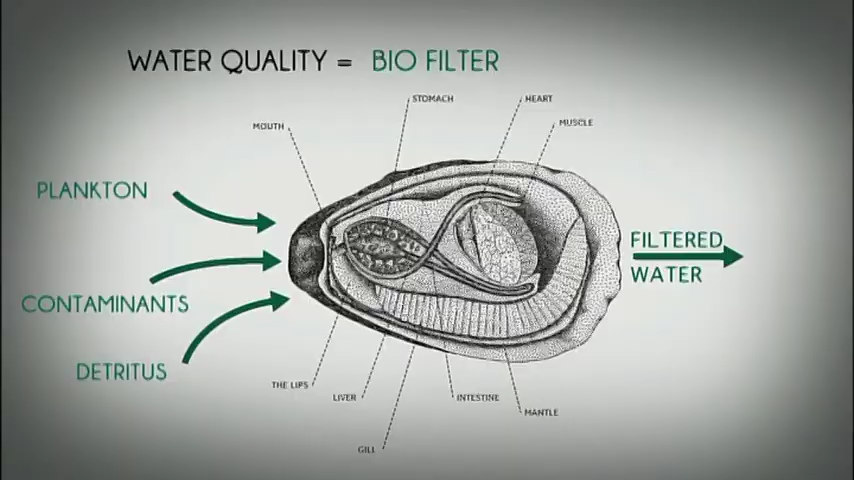 WATER QUALITY = BIO FILTER
STOMACH
HEART
MOUTH
MUSCLE
PLANKTON
FILTERED
WATER
CONTAMINANTS
DETRITUS
THE LIPS
LIVER
INTESTINE
MANTLE
GILL